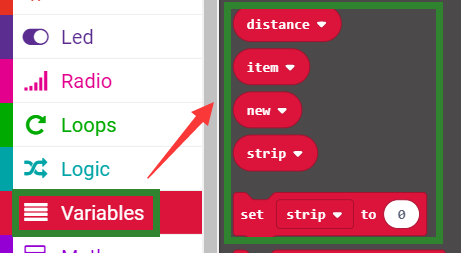 Led
Radio
Loops
Logic
Variables
distance
item
new
strip
set strip to 0